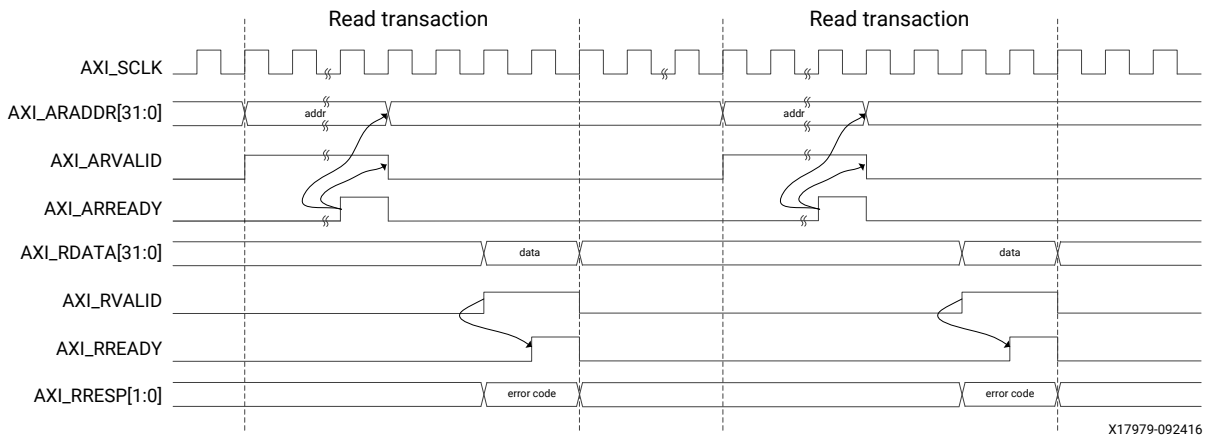 Read transaction Read transaction
AXI_SCLK
AXI_ARADDR[31:0] addr addr
AXI_ARVALID
AXI_ARREADY
AXI_RDATA[31:0] data data
AXI_RVALID
AXI_RREADY
AXI_RRESP[1:0] error code error code
X17979-092416